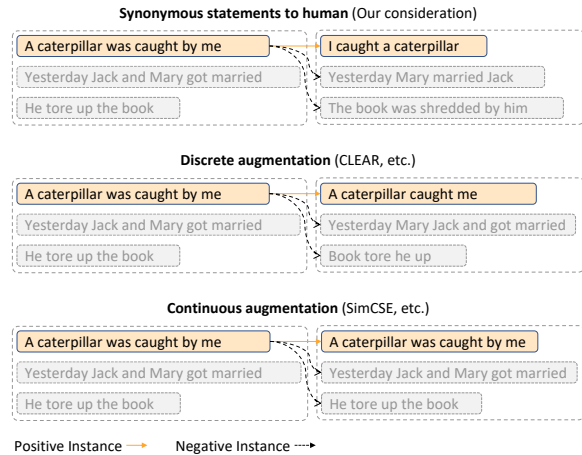 Synonymous statements to human (Our consideration)
A caterpillar was caught by me I caught a caterpillar
Yesterday Jack and Mary got married Yesterday Mary married Jack
He tore up the book The book was shredded by him
Discrete augmentation (CLEAR, etc.)
A caterpillar was caught by me A caterpillar caught me
Yesterday Jack and Mary got married Yesterday Mary Jack and got married
He tore up the book Book tore he up
Continuous augmentation (SimCSE, etc.)
A caterpillar was caught by me A caterpillar was caught by me
Yesterday Jack and Mary got married Yesterday Jack and Mary got married
He tore up the book He tore up the book
Positive Instance Negative Instance